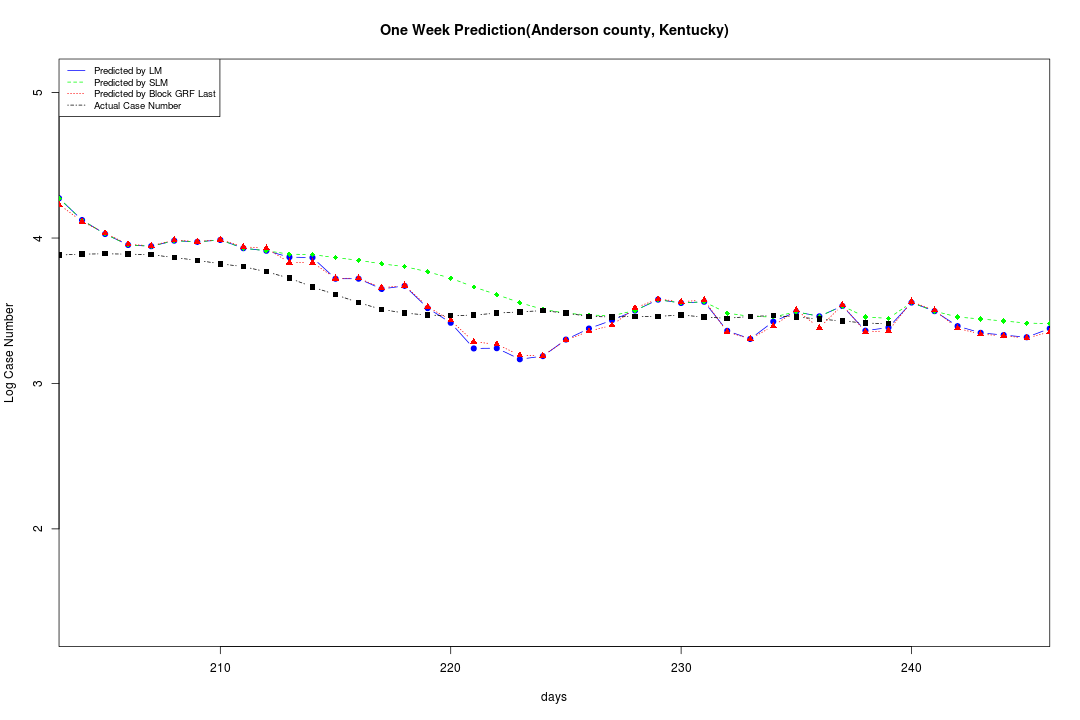 One Week Prediction(Anderson county, Kentucky)
Predicted by LM
Predicted by SLM
Predicted by Block GRF Last
Actual Case Number
5
4
3
2
Log Case Number
210
220
230
240
days